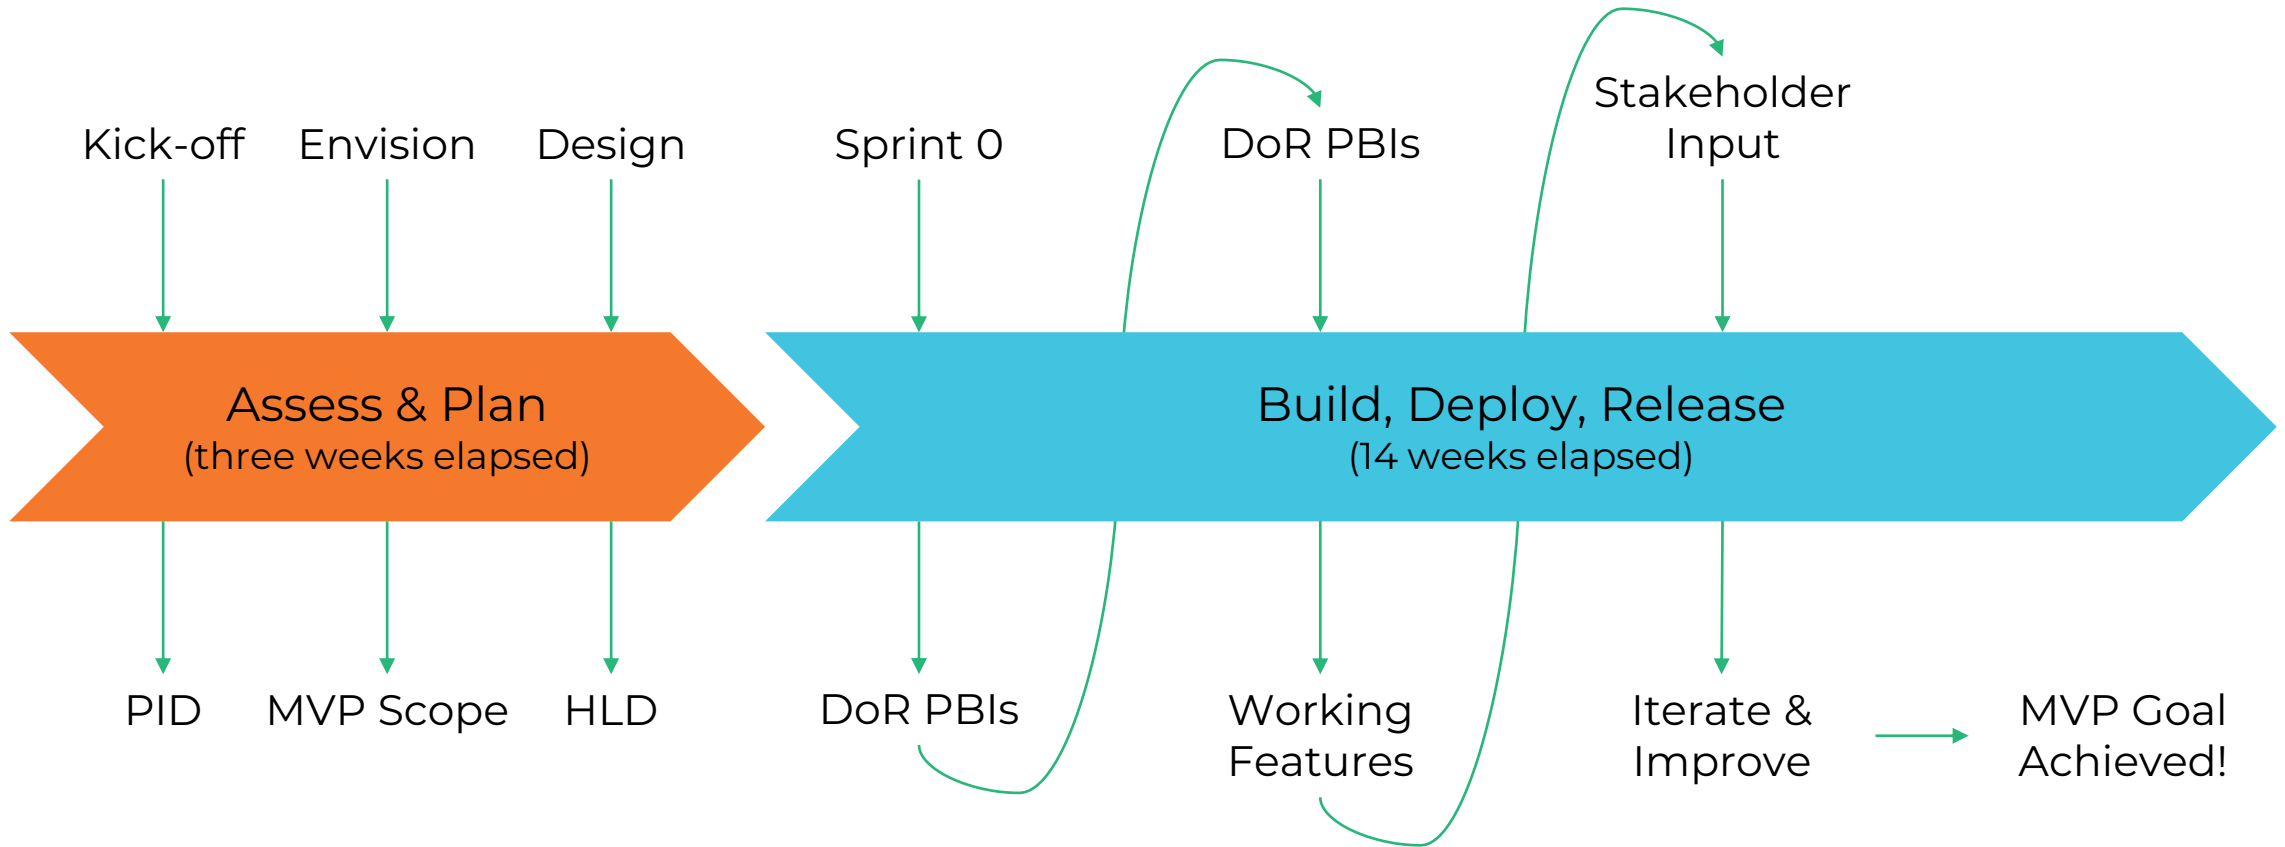 Kick-off
Envision
Design
Sprint 0
DoR PBIs
Stakeholder
Input
Assess & Plan
(three weeks elapsed)
Build, Deploy, Release
(14 weeks elapsed)
PID
MVP Scope
HLD
DoR PBIs
Working
Features
Iterate &
Improve
MVP Goal
Achieved!